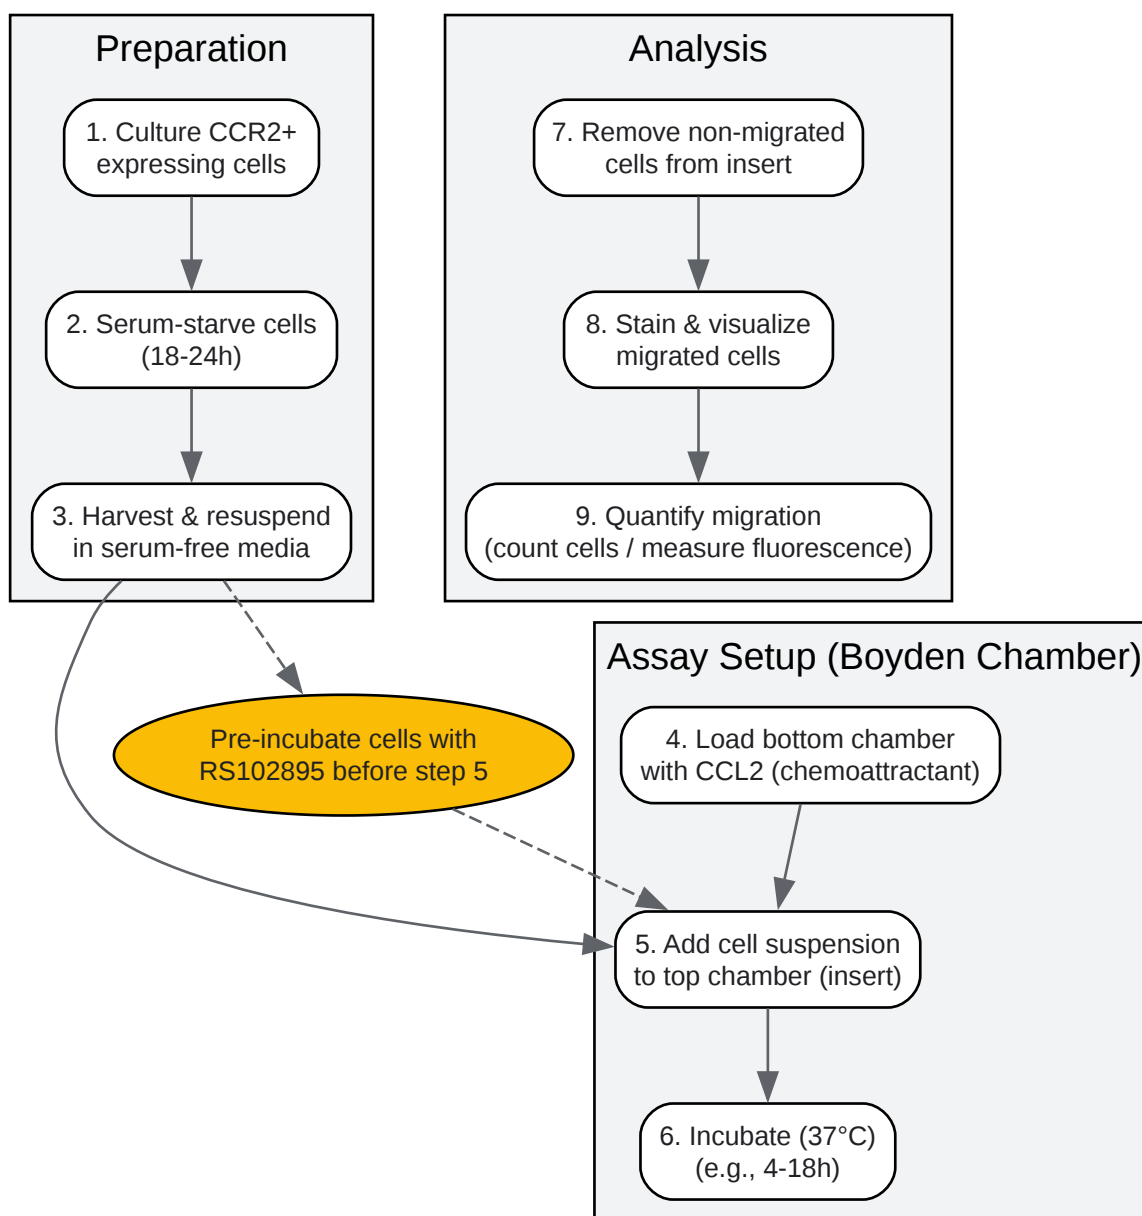 Preparation
1. Culture CCR2+
expressing cells
2. Serum-starve cells
(18-24h)
3. Harvest & resuspend
in serum-free media
Analysis
7. Remove non-migrated
cells from insert
8. Stain & visualize
migrated cells
9. Quantify migration
(count cells / measure fluorescence)
Pre-incubate cells with
RS102895 before step 5
Assay Setup (Boyden Chamber)
4. Load bottom chamber
with CCL2 (chemoattractant)
5. Add cell suspension
to top chamber (insert)
6. Incubate (37°C)
(e.g., 4-18h)